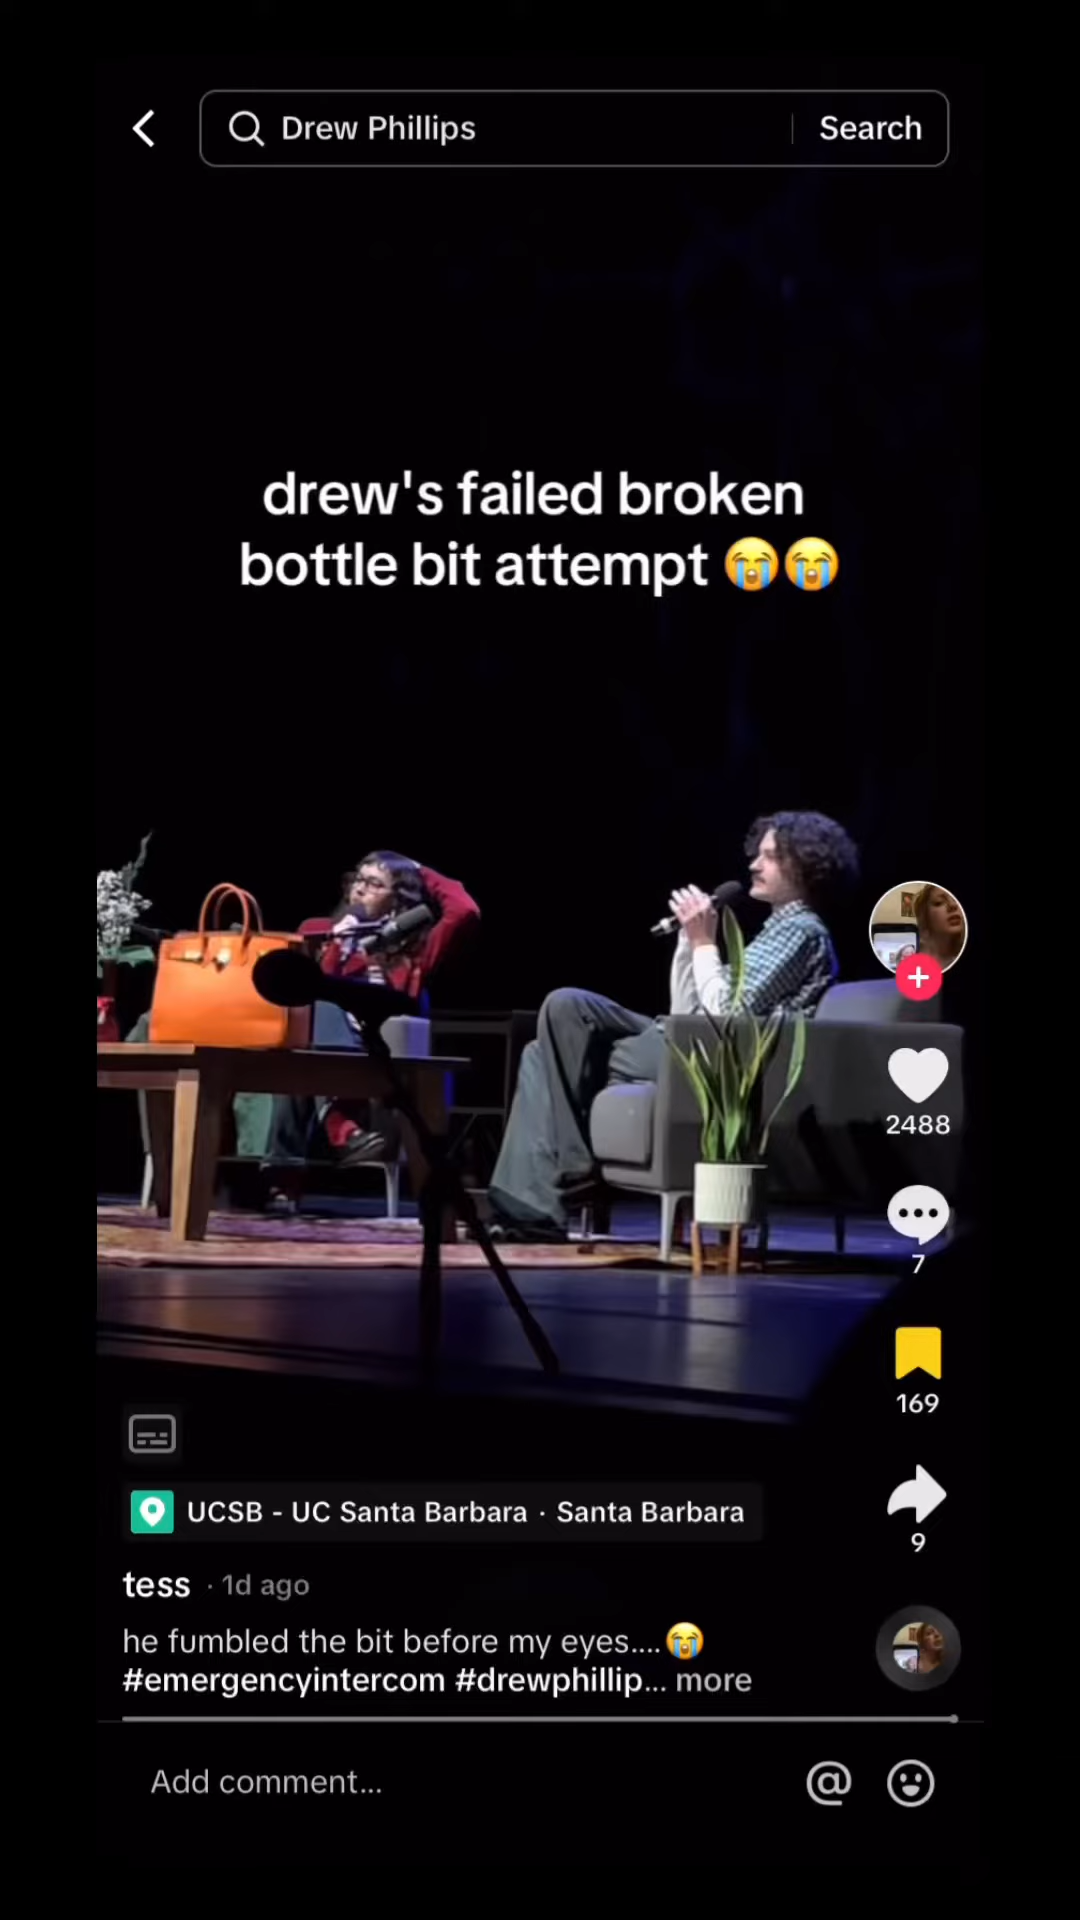 Drew Phillips
Search
drew's failed broken
bottle bit attempt 😭😭
2488
7
169
9
UCSB - UC Santa Barbara · Santa Barbara
tess · 1d ago
he fumbled the bit before my eyes....😭
#emergencyintercom #drewphillip... more
Add comment...